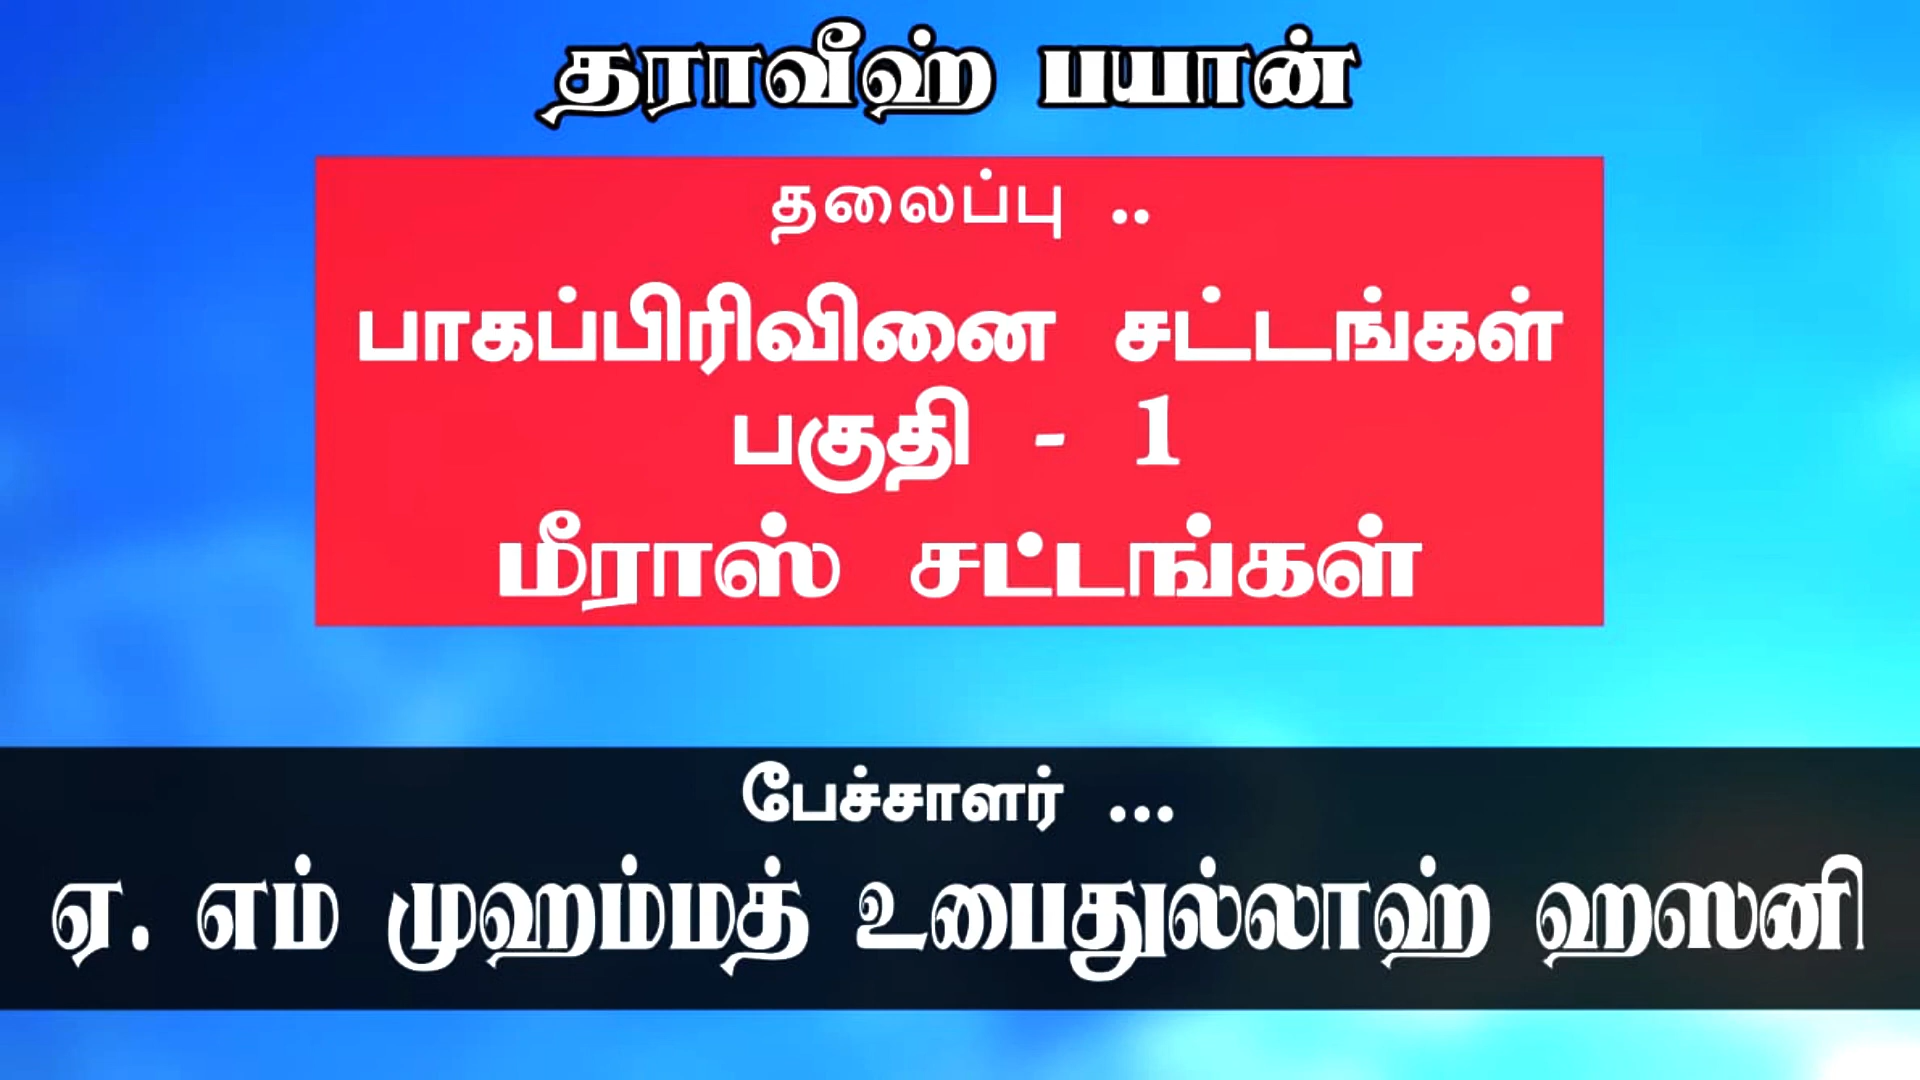 தராவீஹ் பயான்
தலைப்பு ..
பாகப்பிரிவினை சட்டங்கள்
பகுதி - 1
மீராஸ் சட்டங்கள்
பேச்சாளர் ...
ஏ. எம் முஹம்மத் உபைதுல்லாஹ் ஹஸனி